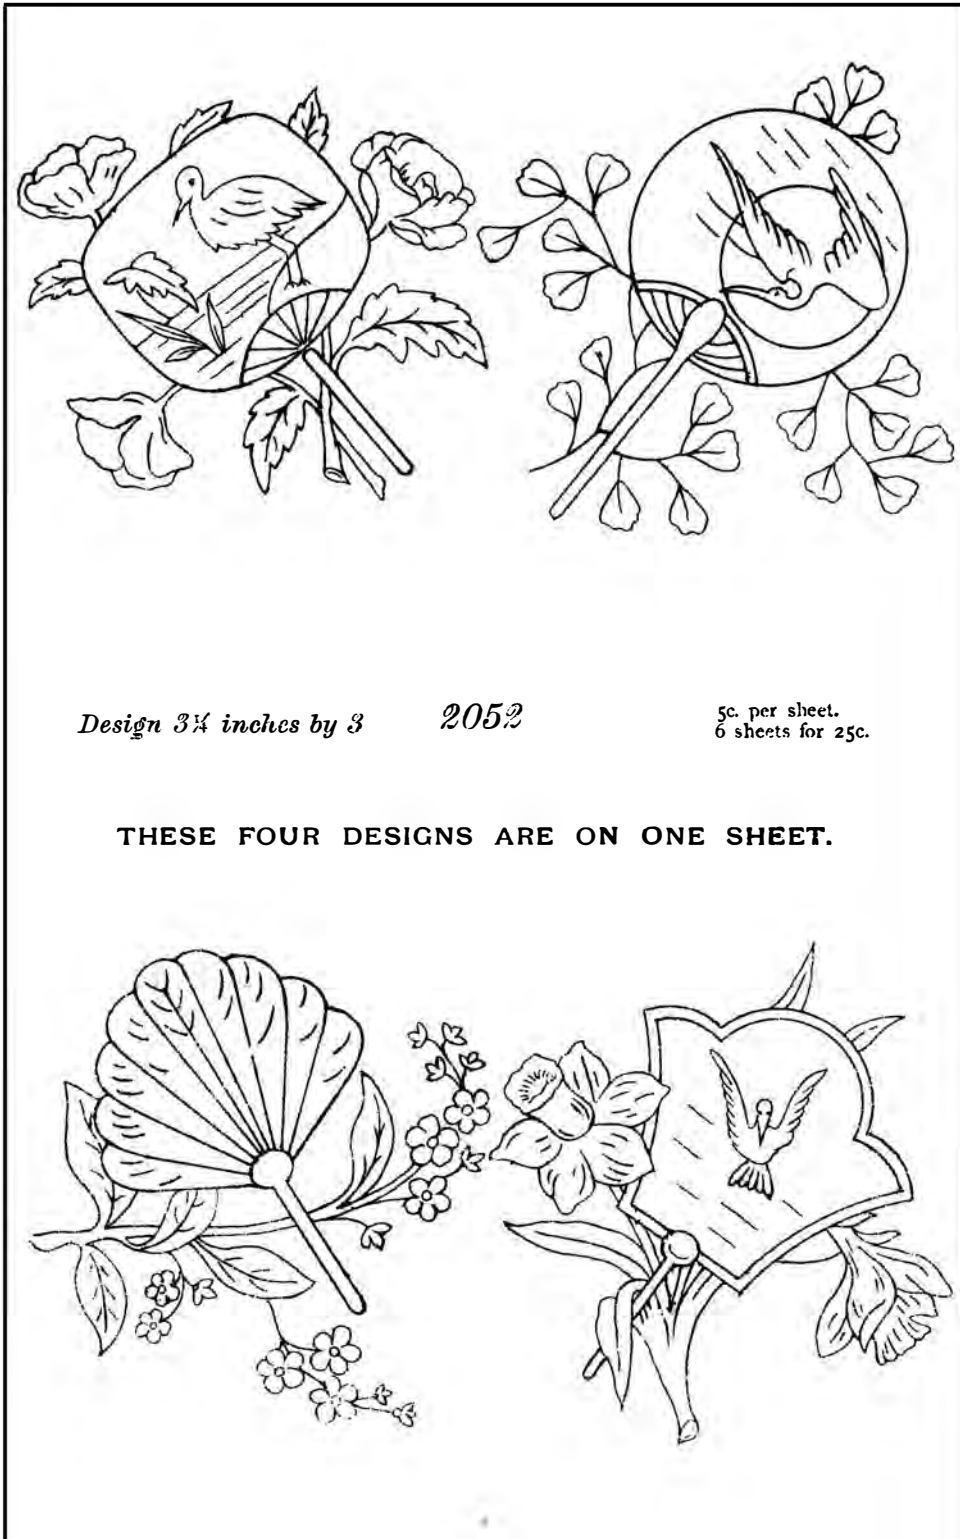 Design 3¼ inches by 3
2052
5c. per sheet.
6 sheets for 25c.
THESE FOUR DESIGNS ARE ON ONE SHEET.